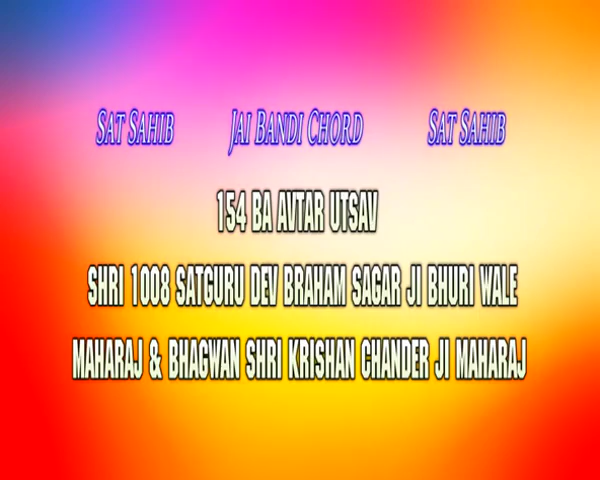 Sat Sahib Jai Bandi Chord Sat Sahib
154 BA AVTAR UTSAV
SHRI 1008 SATGURU DEV BRAHAM SAGAR JI BHURI WALE
MAHARAJ & BHAGWAN SHRI KRISHAN CHANDER JI MAHARAJ